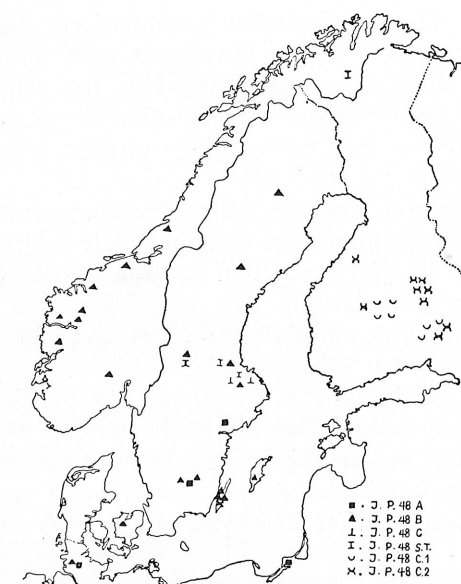 ■ . J. P. 48 A
▲ . J. P. 48 B
⊥ . J. P. 48 C
I . J. P. 48 S.T.
◡ . J. P. 48 C.1
J. P. 48 C.2